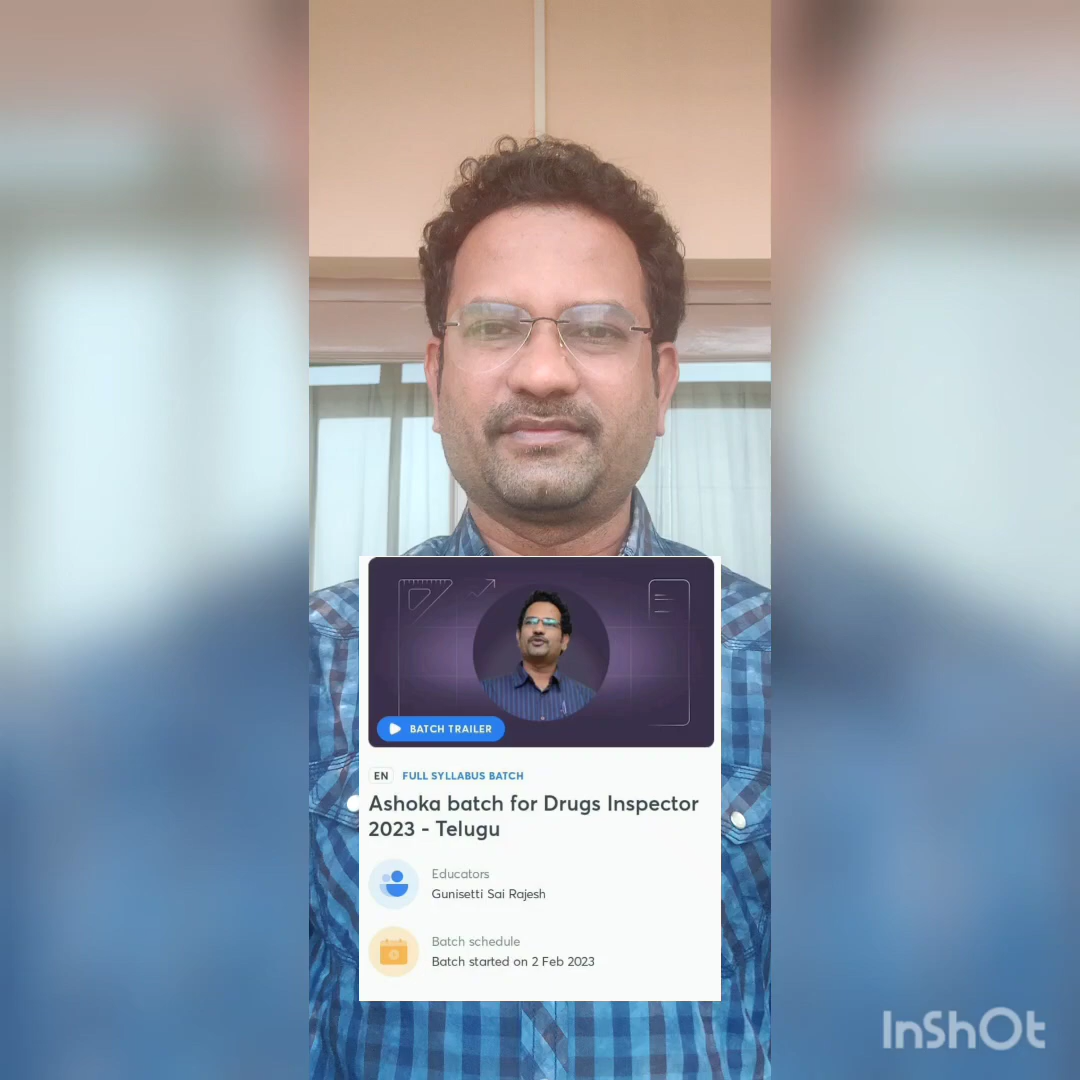 BATCH TRAILER
EN FULL SYLLABUS BATCH
Ashoka batch for Drugs Inspector
2023 - Telugu
Educators
Gunisetti Sai Rajesh
Batch schedule
Batch started on 2 Feb 2023
InShOt